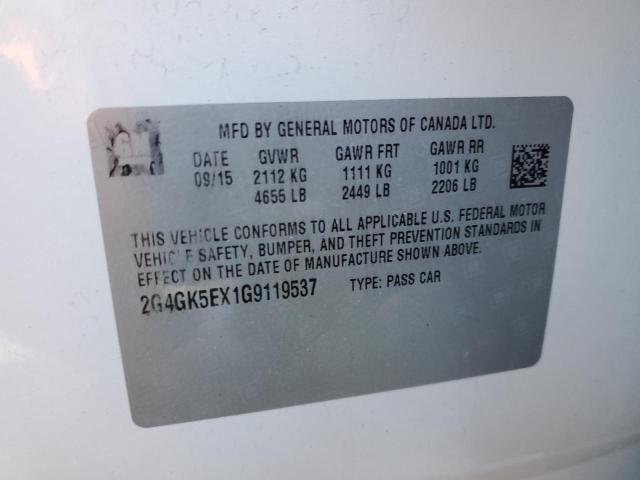 GM
MFD BY GENERAL MOTORS OF CANADA LTD.
DATE GVWR GAWR FRT GAWR RR
09/15 2112 KG 1111 KG 1001 KG
4655 LB 2449 LB 2206 LB
THIS VEHICLE CONFORMS TO ALL APPLICABLE U.S. FEDERAL MOTOR
VEHICLE SAFETY, BUMPER, AND THEFT PREVENTION STANDARDS IN
EFFECT ON THE DATE OF MANUFACTURE SHOWN ABOVE.
2G4GK5EX1G9119537 TYPE: PASS CAR